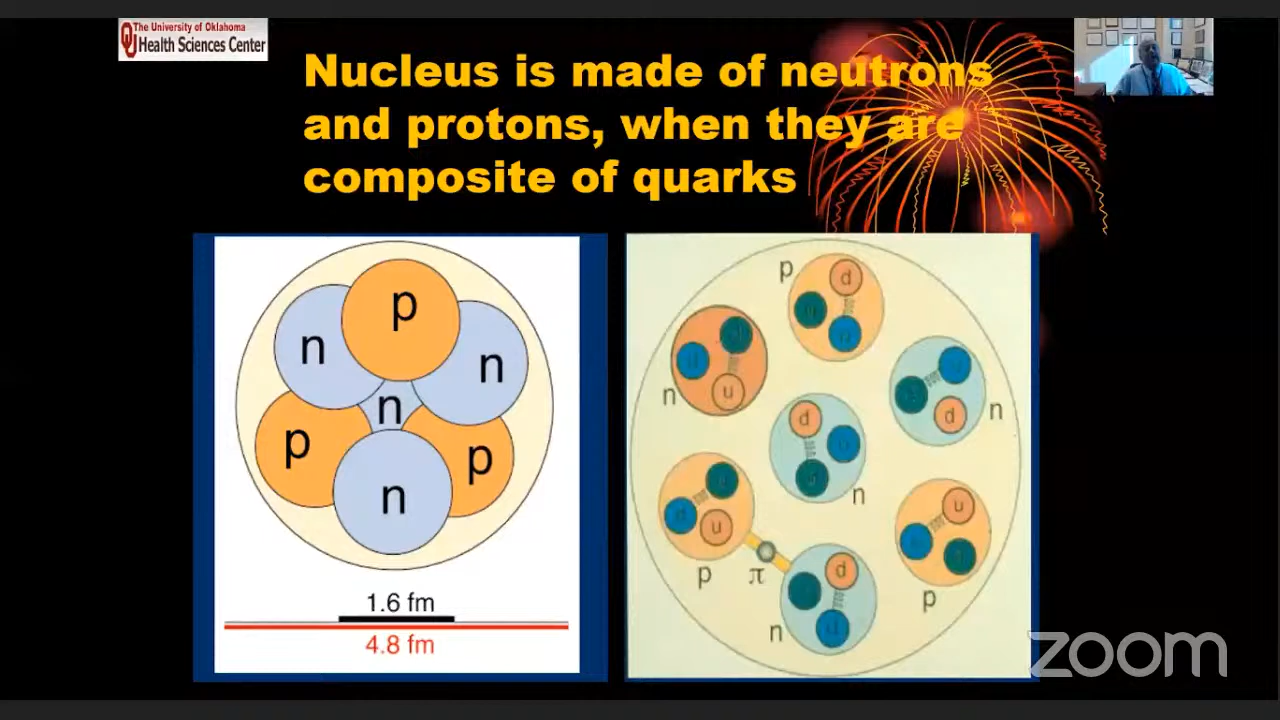 The University of Oklahoma
OU Health Sciences Center
Nucleus is made of neutrons
and protons, when they are
composite of quarks
p
n
n
n
p
p
n
1.6 fm
4.8 fm
p
d
n
u
n
d
d
n
d
u
u
p
π
p
d
n
zoom